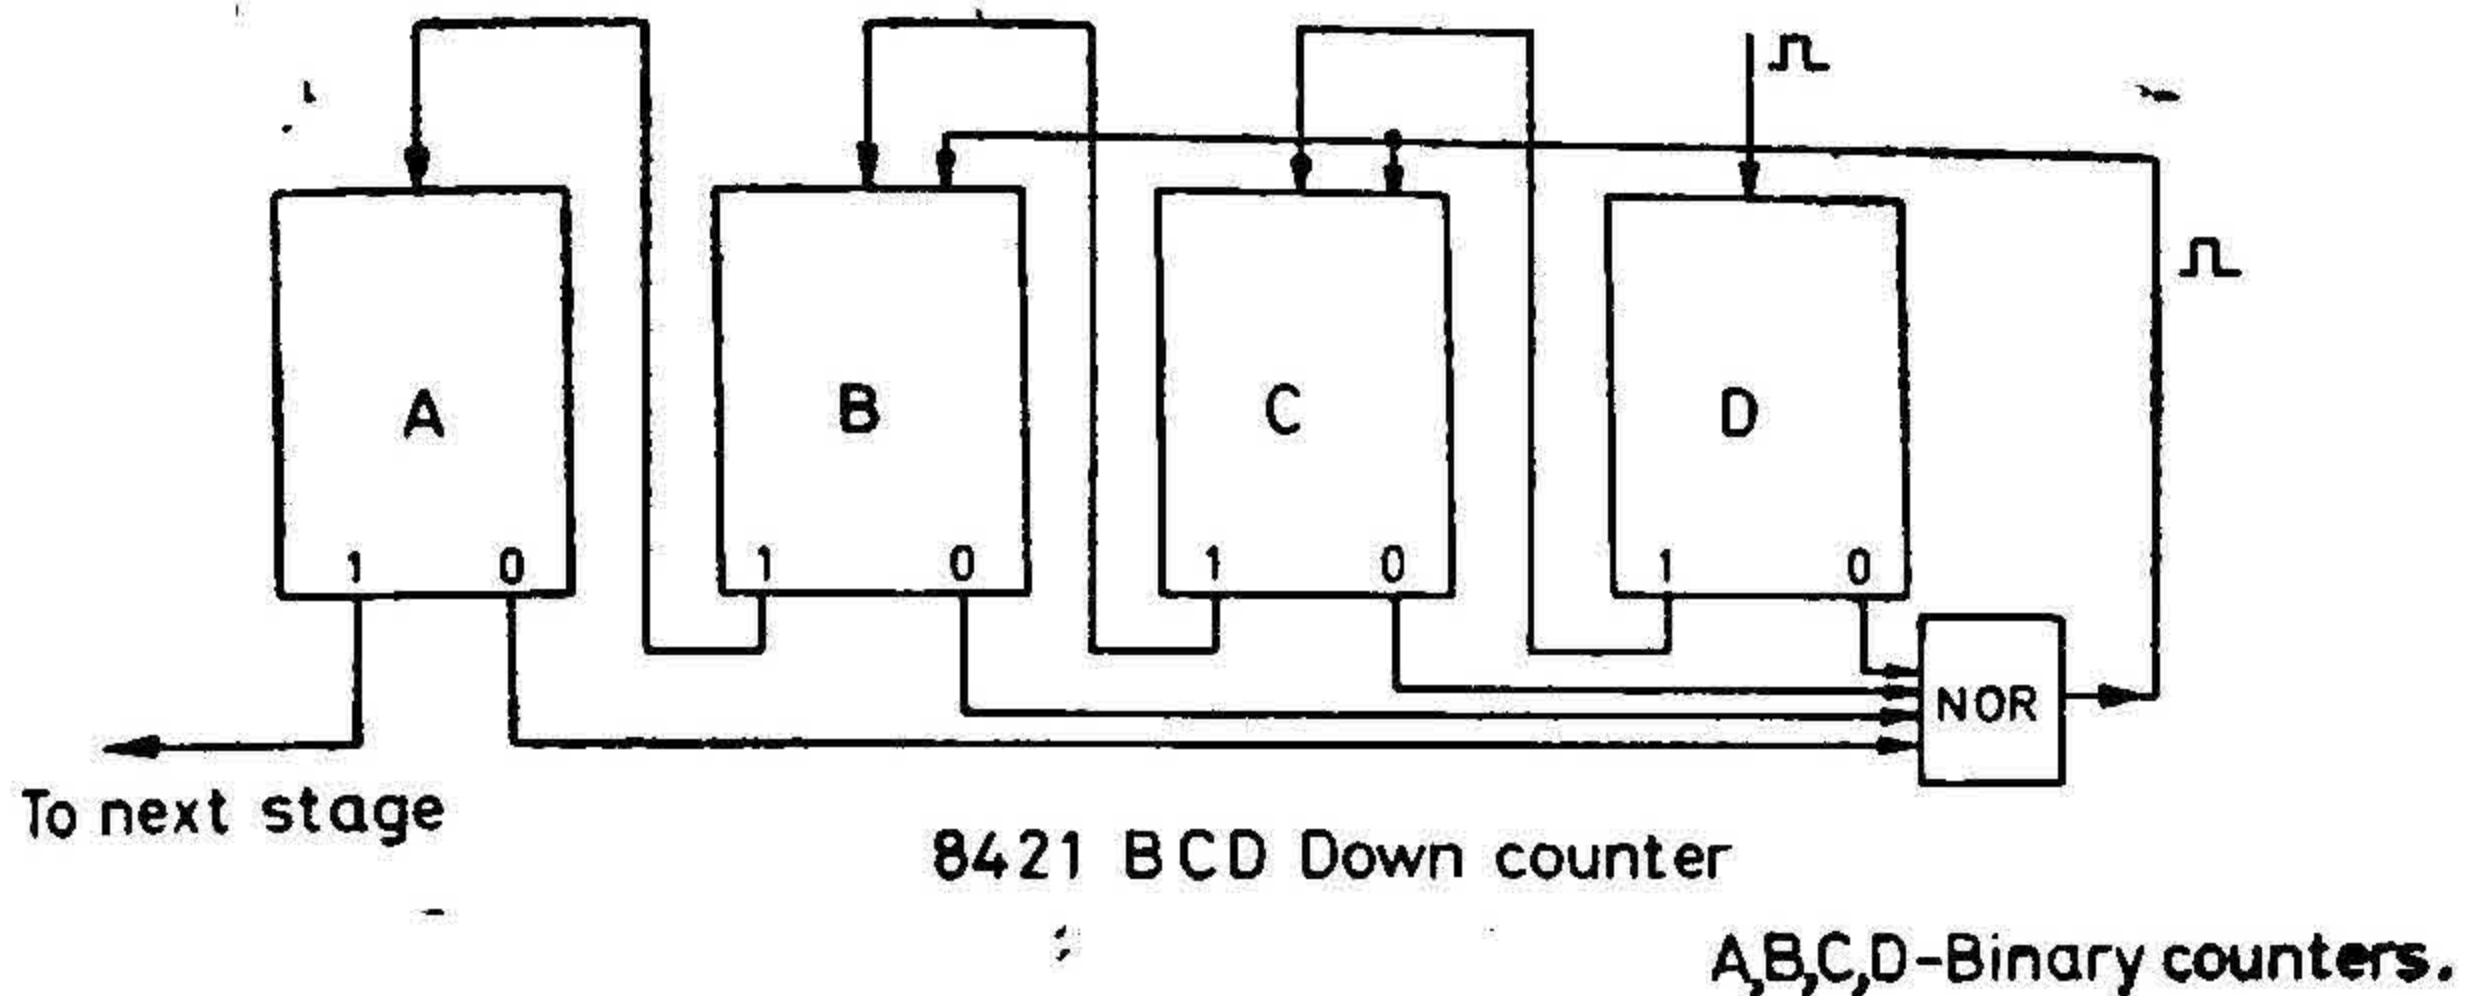 A B C D
1 0 1 0 1 0 1 0
NOR
To next stage
8421 BCD Down counter
A,B,C,D-Binary counters.